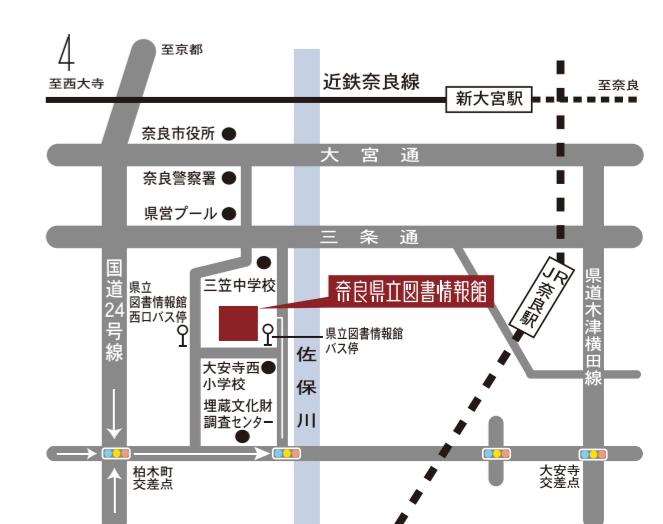 4
至京都
至西大寺
近鉄奈良線
新大宮駅
至奈良
奈良市役所
大宮通
奈良警察署
県営プール
三条通
国道24号線
県立
図書情報館
西口バス停
三笠中学校
奈良県立図書情報館
JR奈良駅
県道木津横田線
県立図書情報館
バス停
佐保川
大安寺西
小学校
埋蔵文化財
調査センター
柏木町
交差点
大安寺
交差点